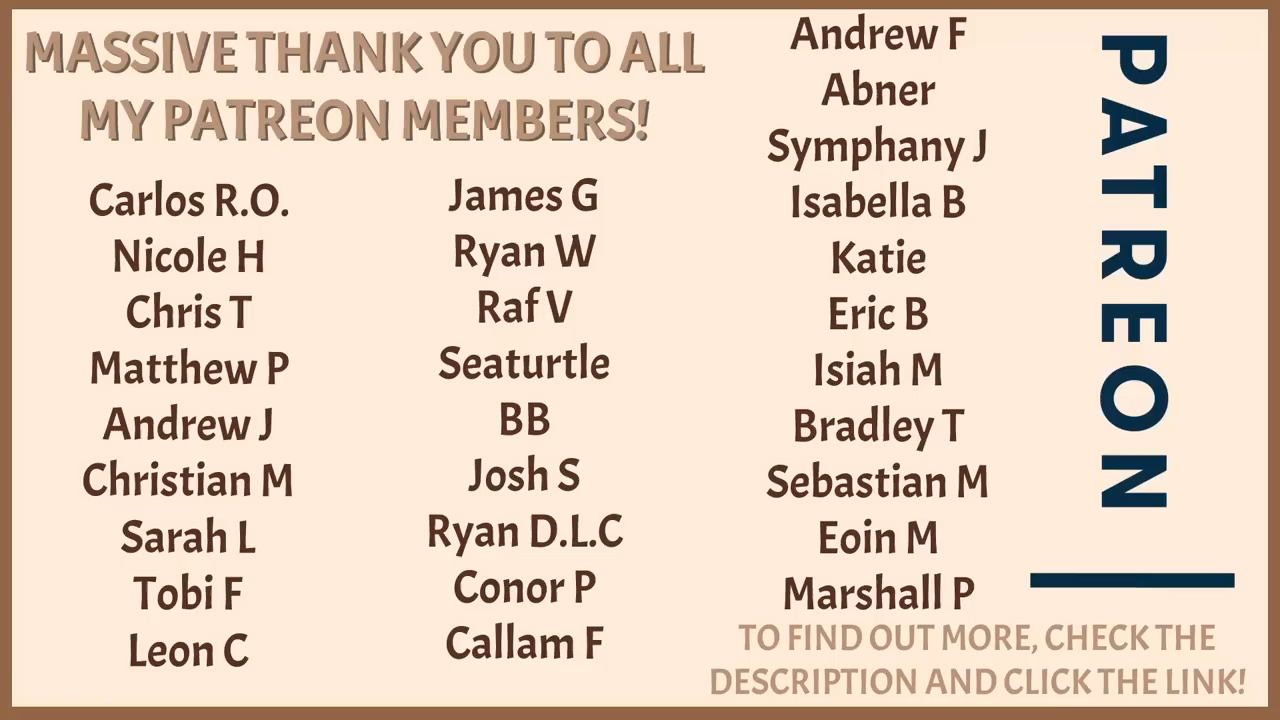 MASSIVE THANK YOU TO ALL
MY PATREON MEMBERS!
Carlos R.O.
Nicole H
Chris T
Matthew P
Andrew J
Christian M
Sarah L
Tobi F
Leon C
James G
Ryan W
Raf V
Seaturtle
BB
Josh S
Ryan D.L.C
Conor P
Callam F
Andrew F
Abner
Symphany J
Isabella B
Katie
Eric B
Isiah M
Bradley T
Sebastian M
Eoin M
Marshall P
PATREON
TO FIND OUT MORE, CHECK THE
DESCRIPTION AND CLICK THE LINK!